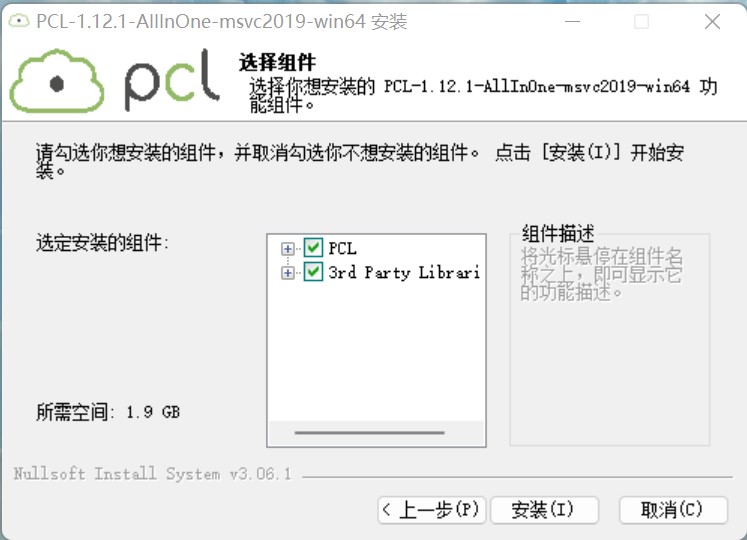 PCL-1.12.1-AllInOne-msvc2019-win64 安装
pcl
选择组件
选择你想安装的 PCL-1.12.1-AllInOne-msvc2019-win64 功
能组件。
请勾选你想安装的组件，并取消勾选你不想安装的组件。 点击 [安装(I)] 开始安
装。
选定安装的组件:
PCL
3rd Party Librari
组件描述
将光标悬停在组件名
称之上，即可显示它
的功能描述。
所需空间: 1.9 GB
Nullsoft Install System v3.06.1
< 上一步(P)
安装(I)
取消(C)